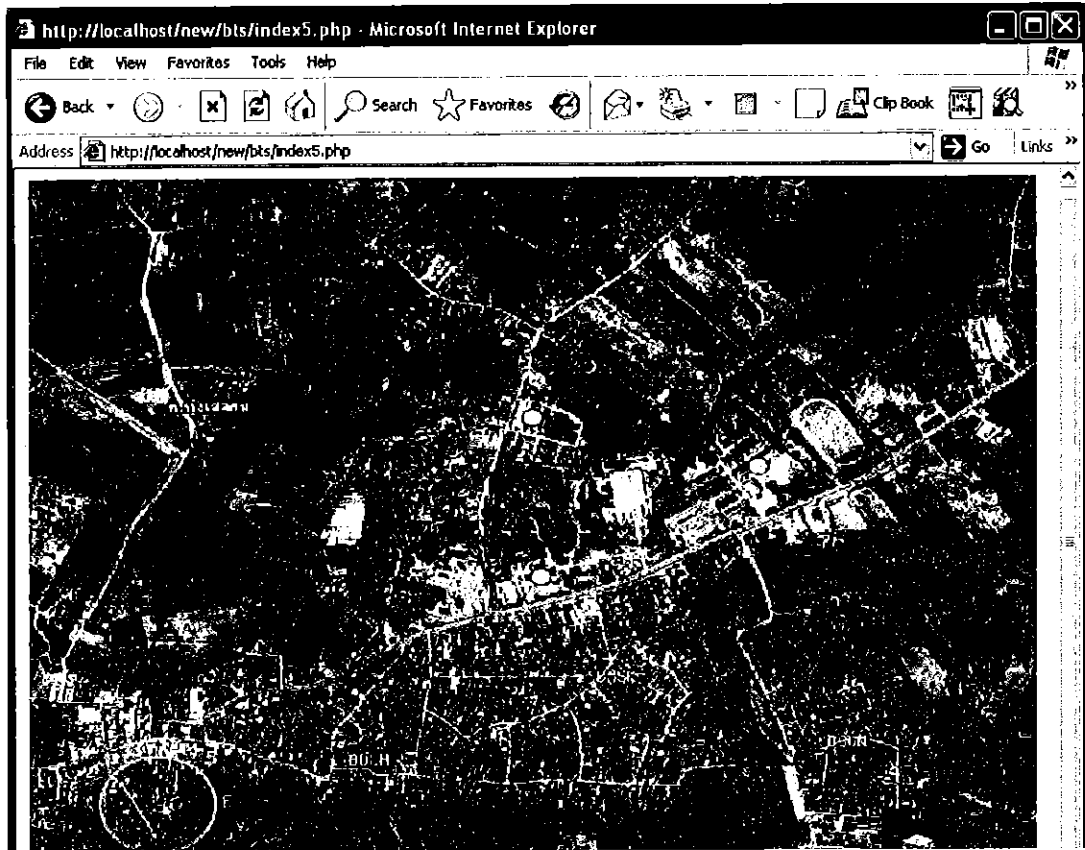 http://localhost/new/bts/index5.php - Microsoft Internet Explorer
File Edit View Favorites Tools Help
Back Search Favorites Clip Book
Address http://localhost/new/bts/index5.php Go Links
BU.H